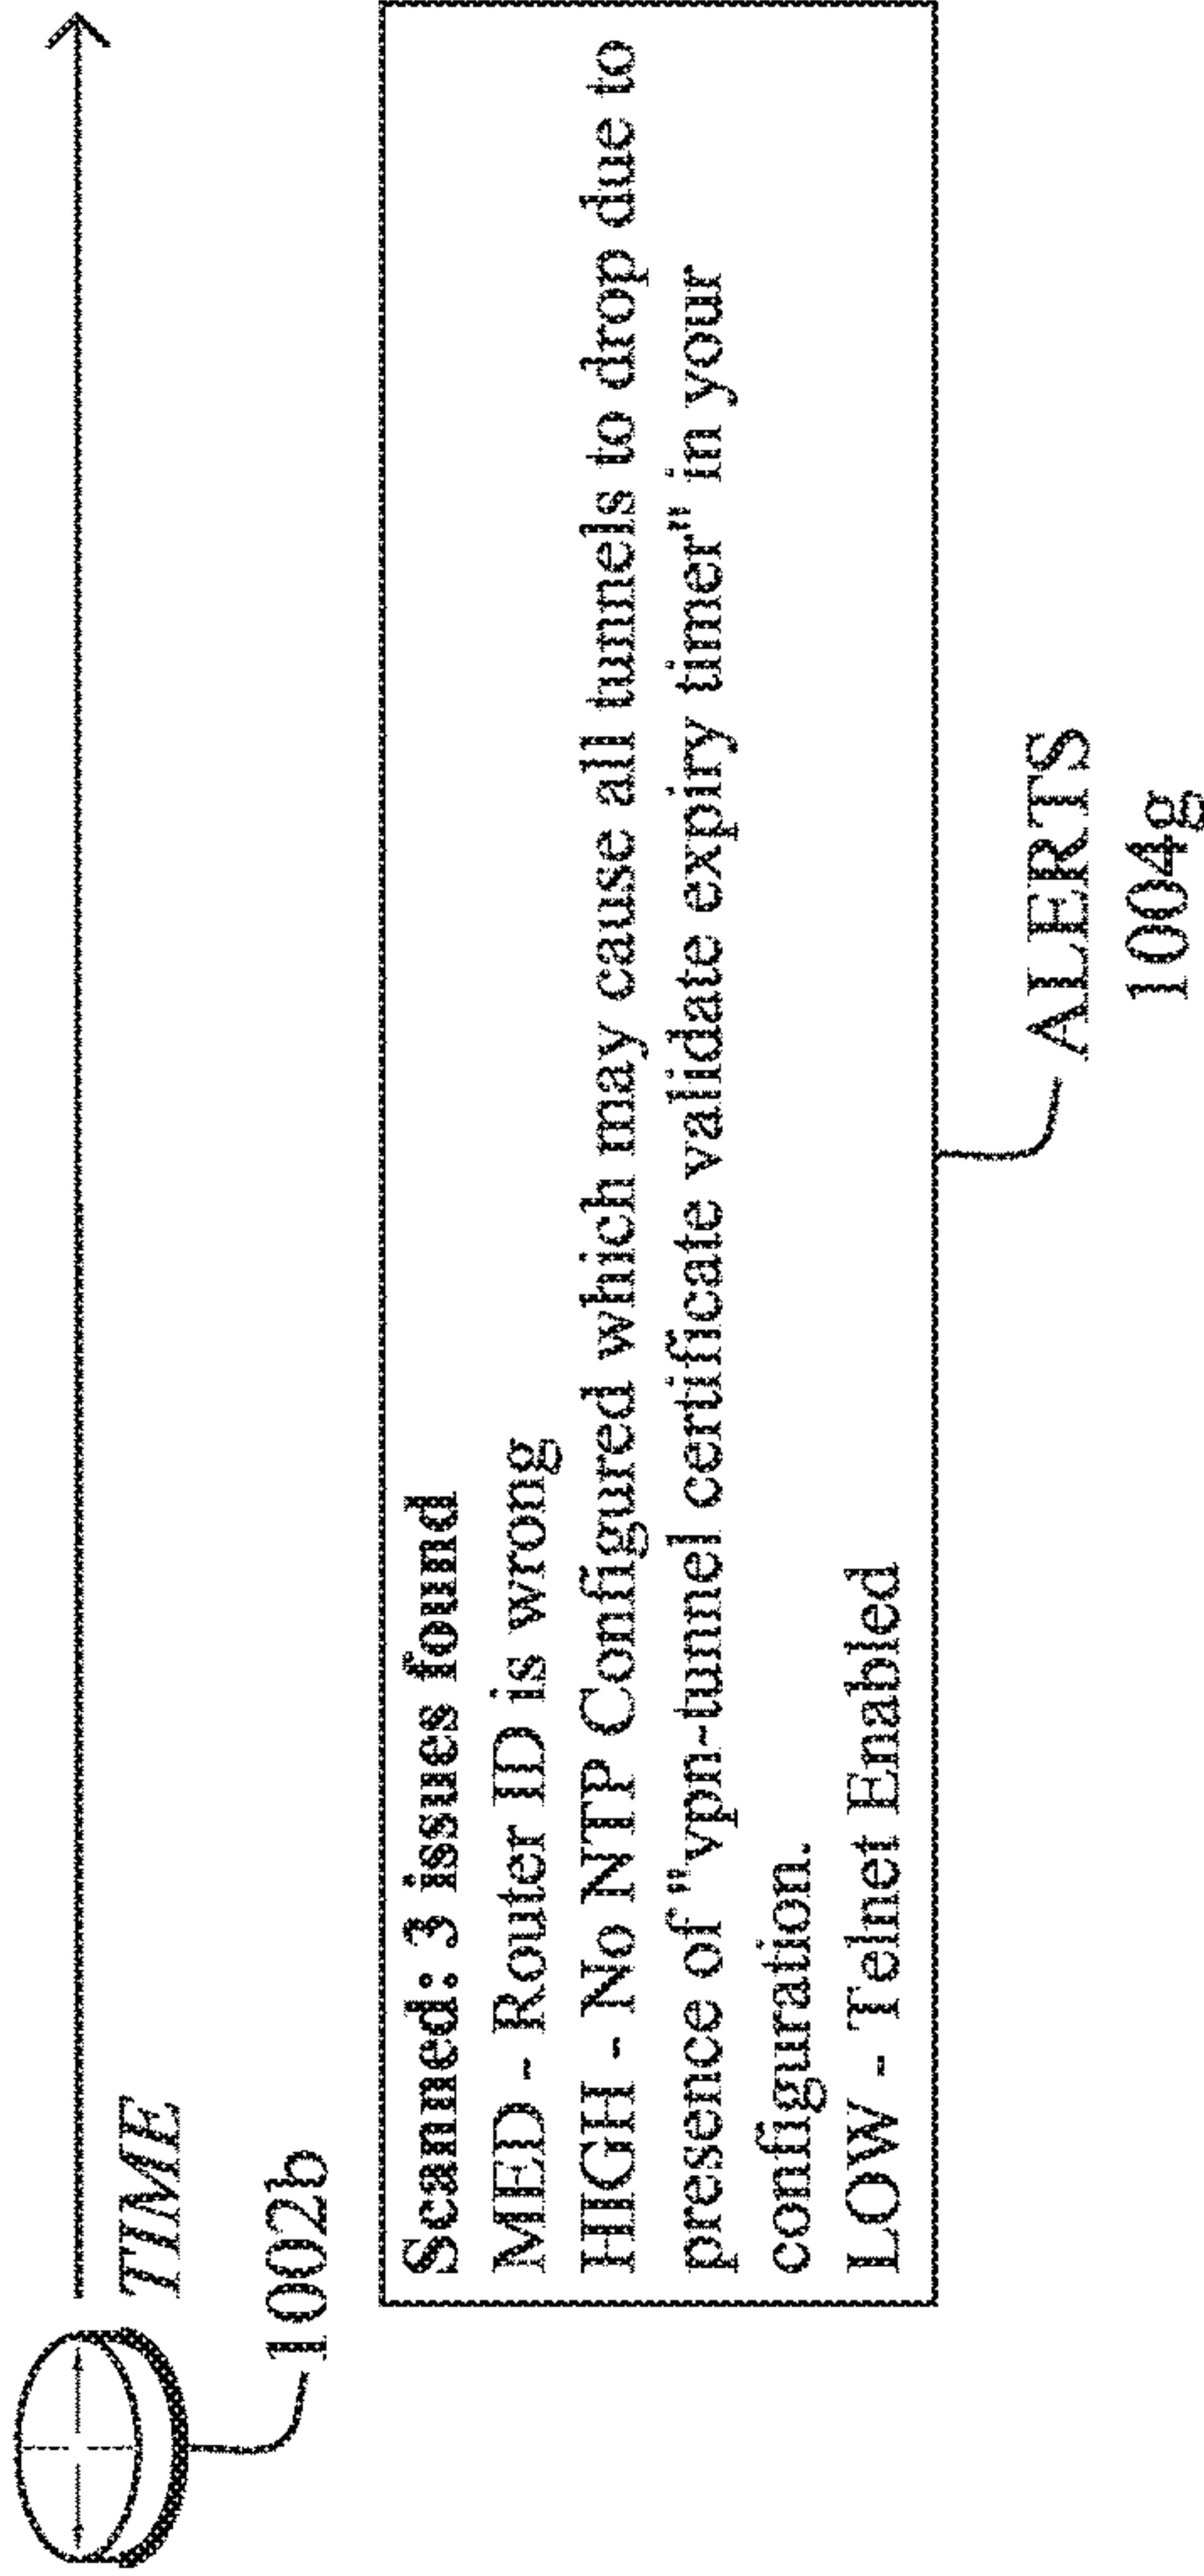 TIME
1002b
Scanned: 3 issues found
MED - Router ID is wrong
HIGH - No NTP Configured which may cause all tunnels to drop due to
presence of "vpn-tunnel certificate validate expiry timer" in your
configuration.
LOW - Telnet Enabled
ALERTS
1004g